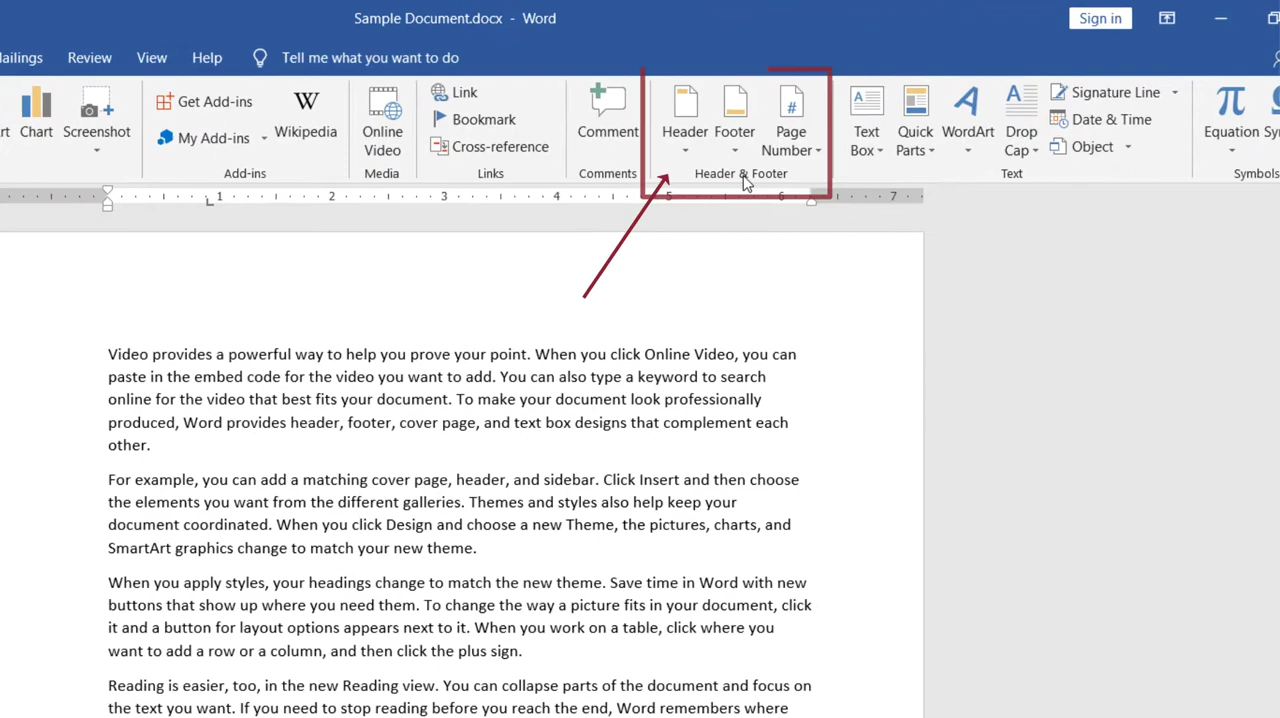 Sample Document.docx - Word
Sign in
ailings Review View Help Tell me what you want to do
rt Chart Screenshot
Get Add-ins
My Add-ins
Wikipedia
Add-ins
Online Video
Media
Link
Bookmark
Cross-reference
Links
Comment
Comments
Header Footer Page Number
Header & Footer
Text Box Quick Parts WordArt Drop Cap
Signature Line
Date & Time
Object
Text
π
Equation S
Symbols
1 2 3 4 5 6 7
Video provides a powerful way to help you prove your point. When you click Online Video, you can
paste in the embed code for the video you want to add. You can also type a keyword to search
online for the video that best fits your document. To make your document look professionally
produced, Word provides header, footer, cover page, and text box designs that complement each
other.
For example, you can add a matching cover page, header, and sidebar. Click Insert and then choose
the elements you want from the different galleries. Themes and styles also help keep your
document coordinated. When you click Design and choose a new Theme, the pictures, charts, and
SmartArt graphics change to match your new theme.
When you apply styles, your headings change to match the new theme. Save time in Word with new
buttons that show up where you need them. To change the way a picture fits in your document, click
it and a button for layout options appears next to it. When you work on a table, click where you
want to add a row or a column, and then click the plus sign.
Reading is easier, too, in the new Reading view. You can collapse parts of the document and focus on
the text you want. If you need to stop reading before you reach the end, Word remembers where